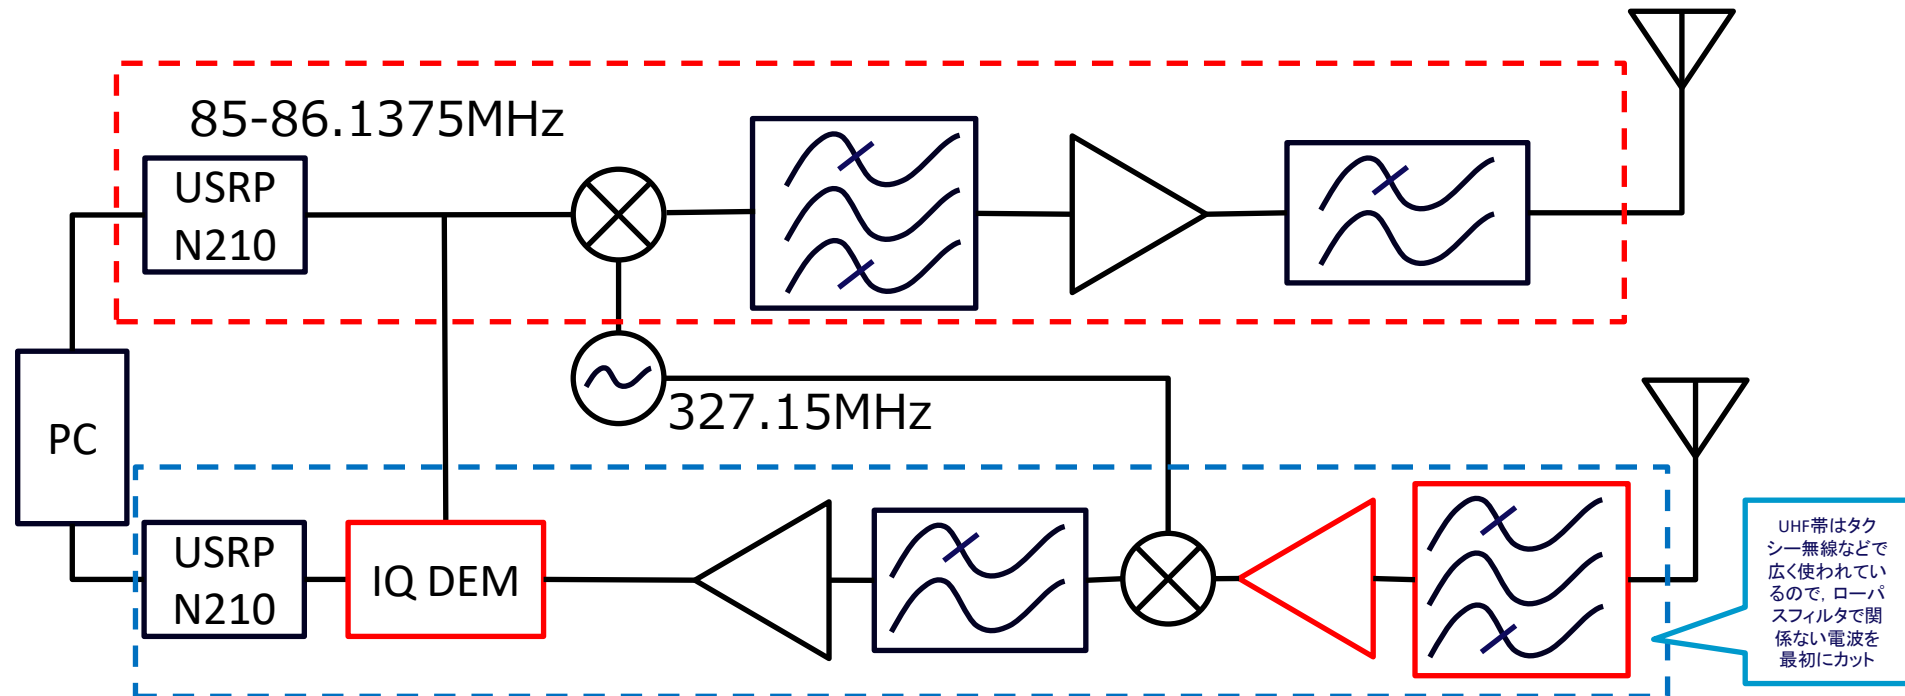 85-86.1375MHz
USRP
N210
327.15MHz
PC
USRP
N210
IQ DEM
UHF帯はタク
シー無線などで
広く使われてい
るので, ローパ
スフィルタで関
係ない電波を
最初にカット